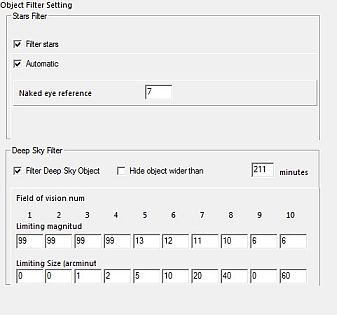 Object Filter Setting
Stars Filter
Filter stars
Automatic
Naked eye reference 7
Deep Sky Filter
Filter Deep Sky Object Hide object wider than 211 minutes
Field of vision num
1 2 3 4 5 6 7 8 9 10
Limiting magnitud
99 99 99 99 13 12 11 10 6 6
Limiting Size (arcminut
0 0 1 2 5 10 20 40 0 60